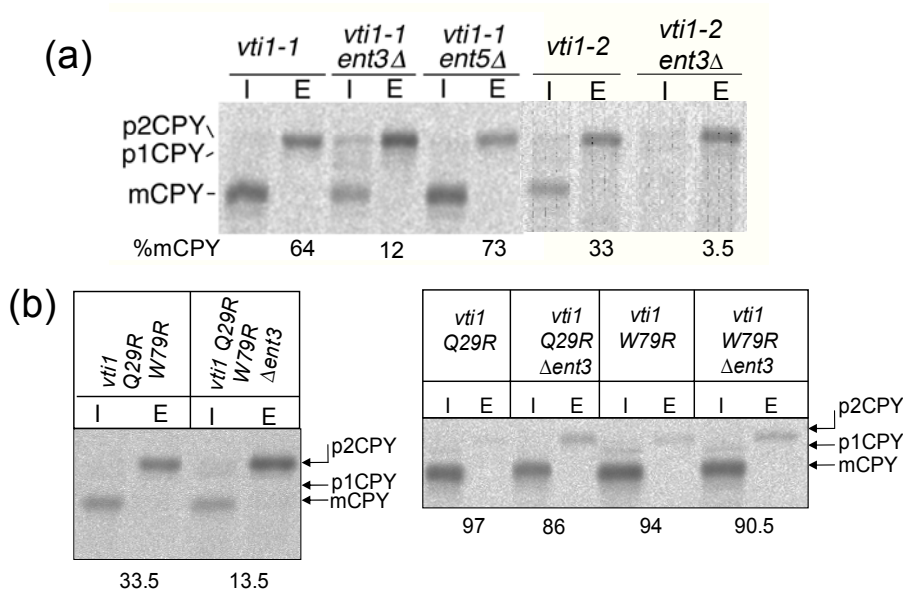 (a)
vti1-1
vti1-1
ent3Δ
vti1-1
ent5Δ
vti1-2
vti1-2
ent3Δ
I E I E I E I E I E
p2CPY
p1CPY
mCPY
%mCPY 64 12 73 33 3.5
(b)
vti1
Q29R
W79R
vti1 Q29R
W79R
Δent3
I E I E
p2CPY
p1CPY
mCPY
33.5 13.5
vti1
Q29R
vti1
Q29R
Δent3
vti1
W79R
vti1
W79R
Δent3
I E I E I E I E
p2CPY
p1CPY
mCPY
97 86 94 90.5